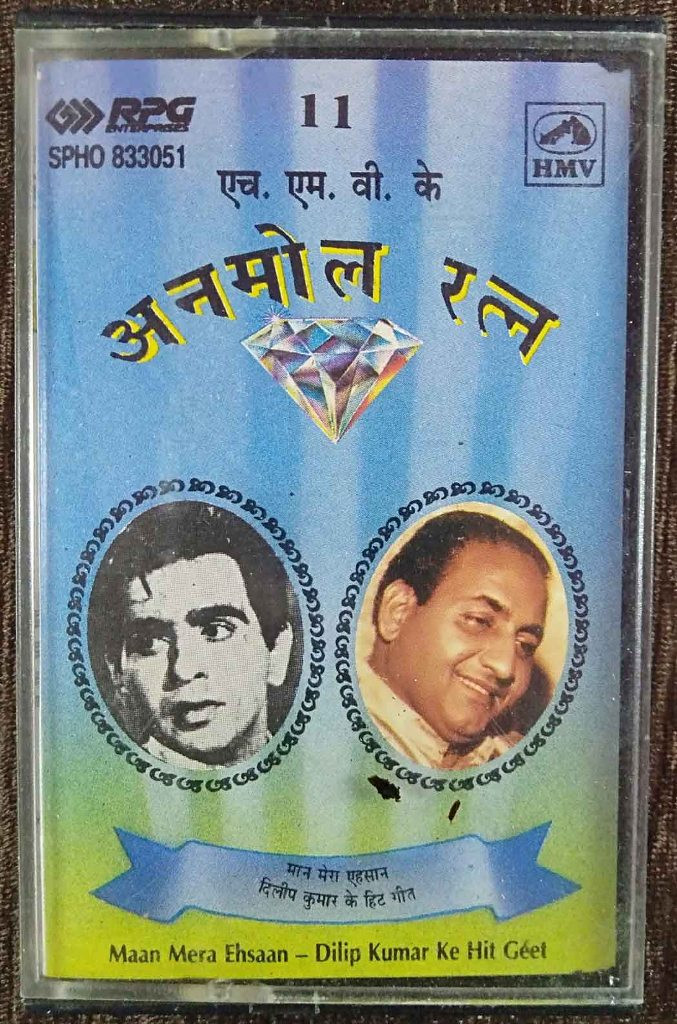 RPG
ENTERPRISES
SPHO 833051
11
HMV
एच. एम. वी. के
अनमोल रत्न
मान मेरा एहसान
दिलीप कुमार के हिट गीत
Maan Mera Ehsaan – Dilip Kumar Ke Hit Geet